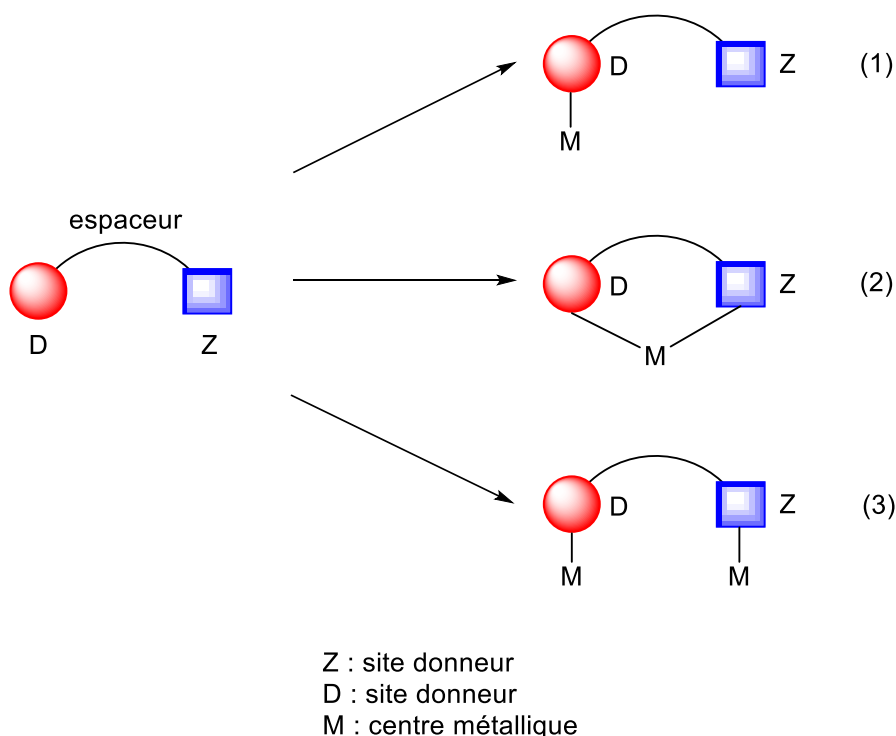 D Z (1)
M
espaceur
D Z
D Z (2)
M
D Z (3)
M M
Z : site donneur
D : site donneur
M : centre métallique